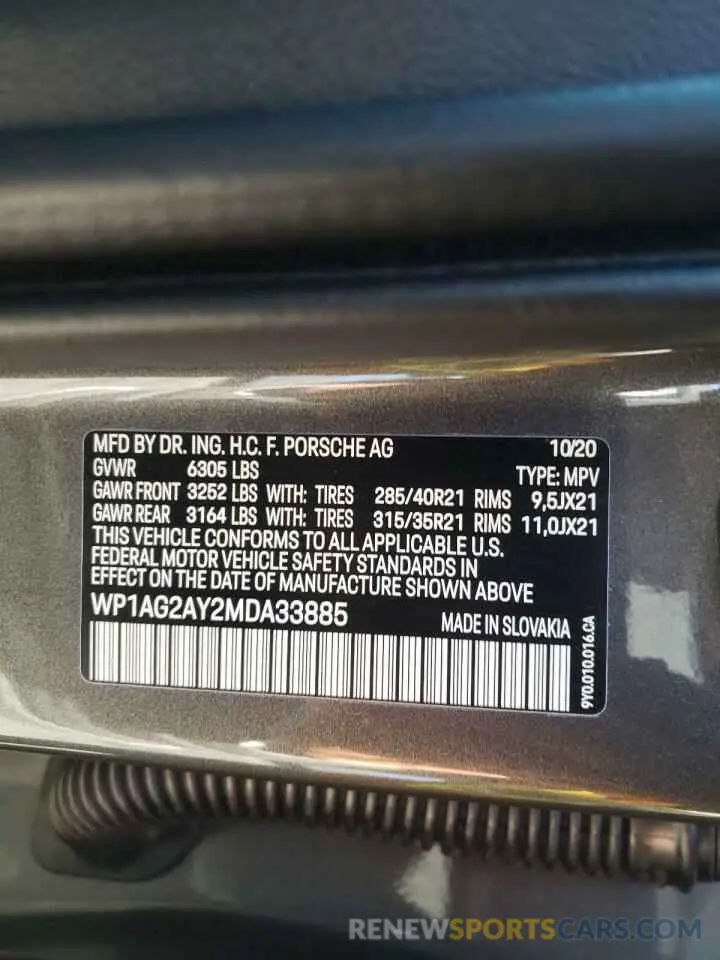 MFD BY DR. ING. H.C. F. PORSCHE AG 10/20
GVWR 6305 LBS TYPE: MPV
GAWR FRONT 3252 LBS WITH: TIRES 285/40R21 RIMS 9,5JX21
GAWR REAR 3164 LBS WITH: TIRES 315/35R21 RIMS 11,0JX21
THIS VEHICLE CONFORMS TO ALL APPLICABLE U.S.
FEDERAL MOTOR VEHICLE SAFETY STANDARDS IN
EFFECT ON THE DATE OF MANUFACTURE SHOWN ABOVE
WP1AG2AY2MDA33885 MADE IN SLOVAKIA
9Y0.010.016.CA
RENEWSPORTSCARS.COM